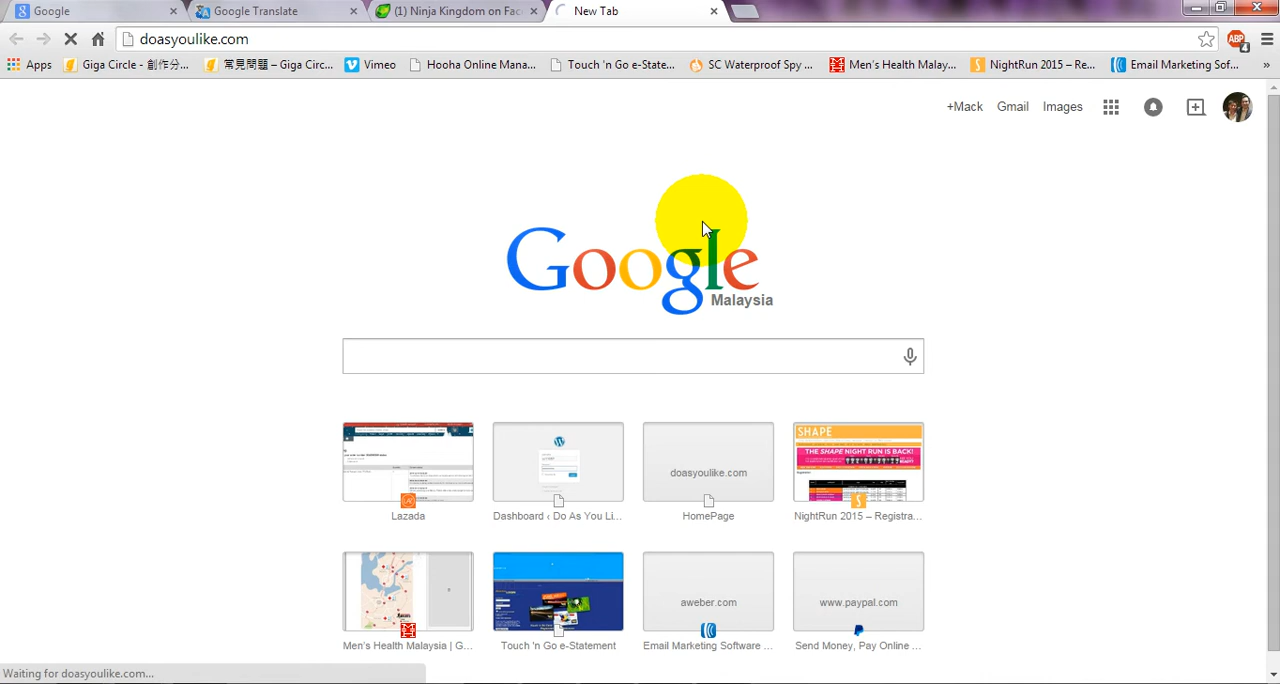 Google
Google Translate
(1) Ninja Kingdom on Fac
New Tab
doasyoulike.com
ABP
4
Apps
Giga Circle - 創作分...
常見問題 – Giga Circ...
Vimeo
Hooha Online Mana...
Touch 'n Go e-State...
SC Waterproof Spy ...
Men's Health Malay...
NightRun 2015 – Re...
Email Marketing Sof...
»
+Mack
Gmail
Images
Google
Malaysia
doasyoulike.com
SHAPE
THE SHAPE NIGHT RUN IS BACK!
Lazada
Dashboard ‹ Do As You Li...
HomePage
NightRun 2015 – Registra...
aweber.com
www.paypal.com
Men's Health Malaysia | G...
Touch 'n Go e-Statement
Email Marketing Software ...
Send Money, Pay Online ...
Waiting for doasyoulike.com...